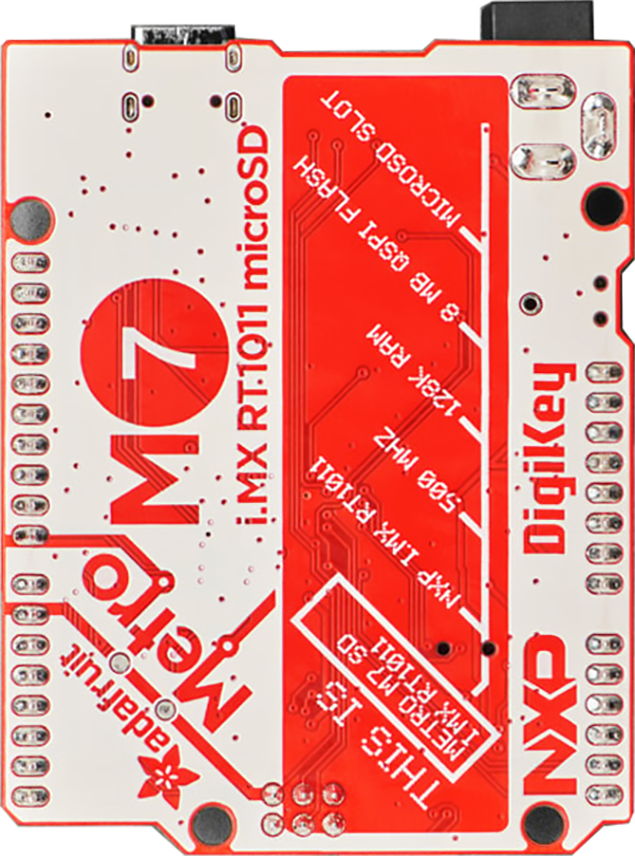 adafruit
Metro
M7
i.MX RT1011 microSD
THIS IS
METRO M7 SD
IMX RT1011
NXP IMX RT1011
500 MHZ
128K RAM
8 MB QSPI FLASH
MICROSD SLOT
NXP
DigiKey